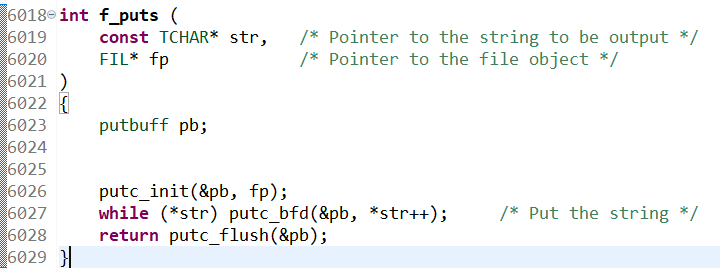 6018 int f_puts (
6019     const TCHAR* str,   /* Pointer to the string to be output */
6020     FIL* fp             /* Pointer to the file object */
6021 )
6022 {
6023     putbuff pb;
6024
6025
6026     putc_init(&pb, fp);
6027     while (*str) putc_bfd(&pb, *str++);     /* Put the string */
6028     return putc_flush(&pb);
6029 }